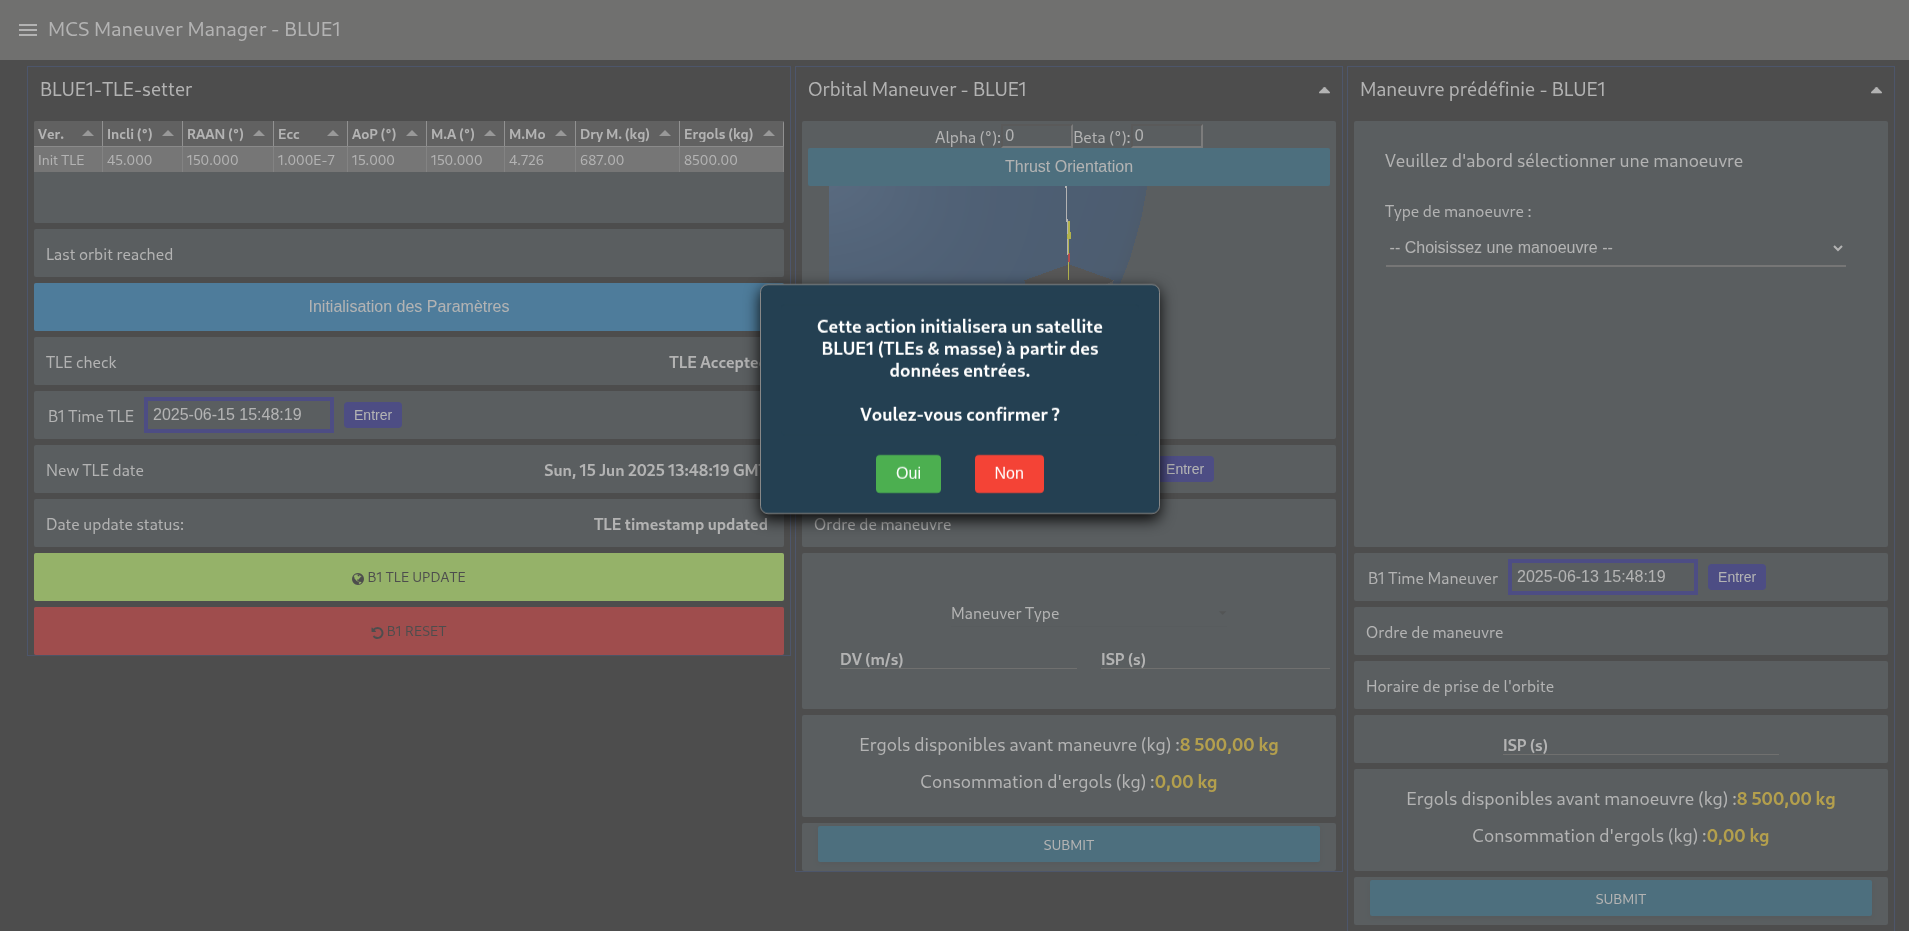 MCS Maneuver Manager - BLUE1
BLUE1-TLE-setter
Ver. Incli (°) RAAN (°) Ecc AoP (°) M.A (°) M.Mo Dry M. (kg) Ergols (kg)
Init TLE 45.000 150.000 1.000E-7 15.000 150.000 4.726 687.00 8500.00
Last orbit reached
Initialisation des Paramètres
TLE check TLE Accepte
B1 Time TLE 2025-06-15 15:48:19 Entrer
New TLE date Sun, 15 Jun 2025 13:48:19 GM
Date update status: TLE timestamp updated
B1 TLE UPDATE
B1 RESET
Orbital Maneuver - BLUE1
Alpha (°): 0 Beta (°): 0
Thrust Orientation
Cette action initialisera un satellite
BLUE1 (TLEs & masse) à partir des
données entrées.
Voulez-vous confirmer ?
Oui Non
Entrer
Ordre de maneuvre
Maneuver Type
DV (m/s) ISP (s)
Ergols disponibles avant maneuvre (kg) :8 500,00 kg
Consommation d'ergols (kg) :0,00 kg
SUBMIT
Maneuvre prédéfinie - BLUE1
Veuillez d'abord sélectionner une manoeuvre
Type de manoeuvre :
-- Choisissez une manoeuvre --
B1 Time Maneuver 2025-06-13 15:48:19 Entrer
Ordre de maneuvre
Horaire de prise de l'orbite
ISP (s)
Ergols disponibles avant manoeuvre (kg) :8 500,00 kg
Consommation d'ergols (kg) :0,00 kg
SUBMIT